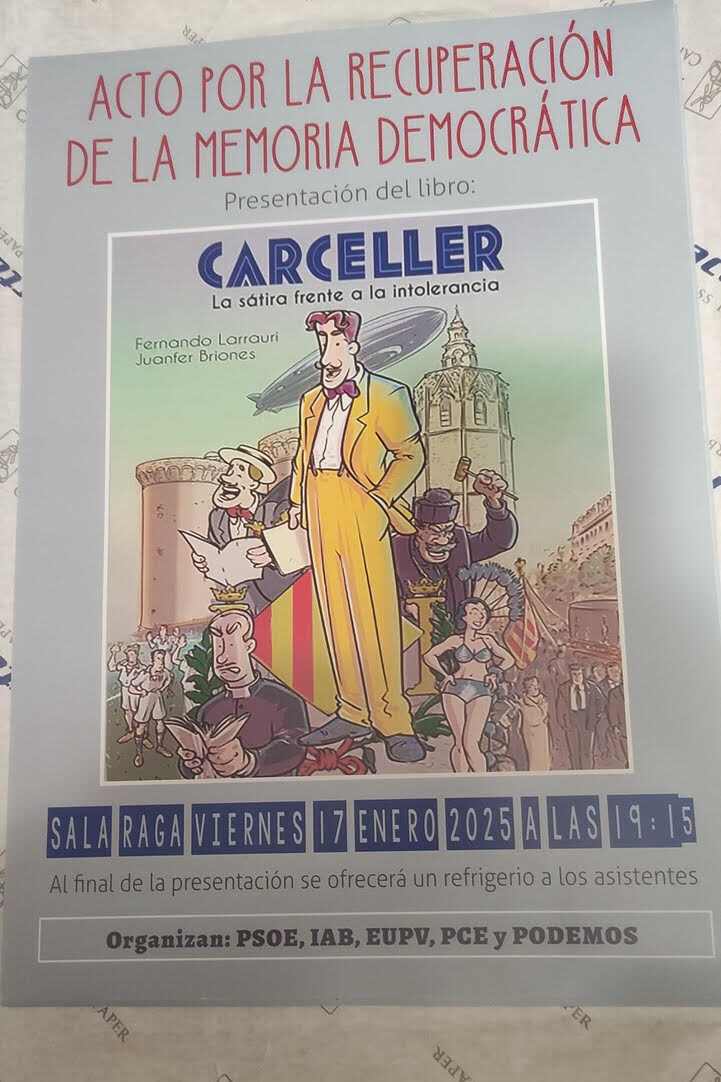 ACTO POR LA RECUPERACIÓN
DE LA MEMORIA DEMOCRÁTICA
Presentación del libro:
CARCELLER
La sátira frente a la intolerancia
Fernando Larrauri
Juanfer Briones
SALA RAGA VIERNES 17 ENERO 2025 A LAS 19:15
Al final de la presentación se ofrecerá un refrigerio a los asistentes
Organizan: PSOE, IAB, EUPV, PCE y PODEMOS